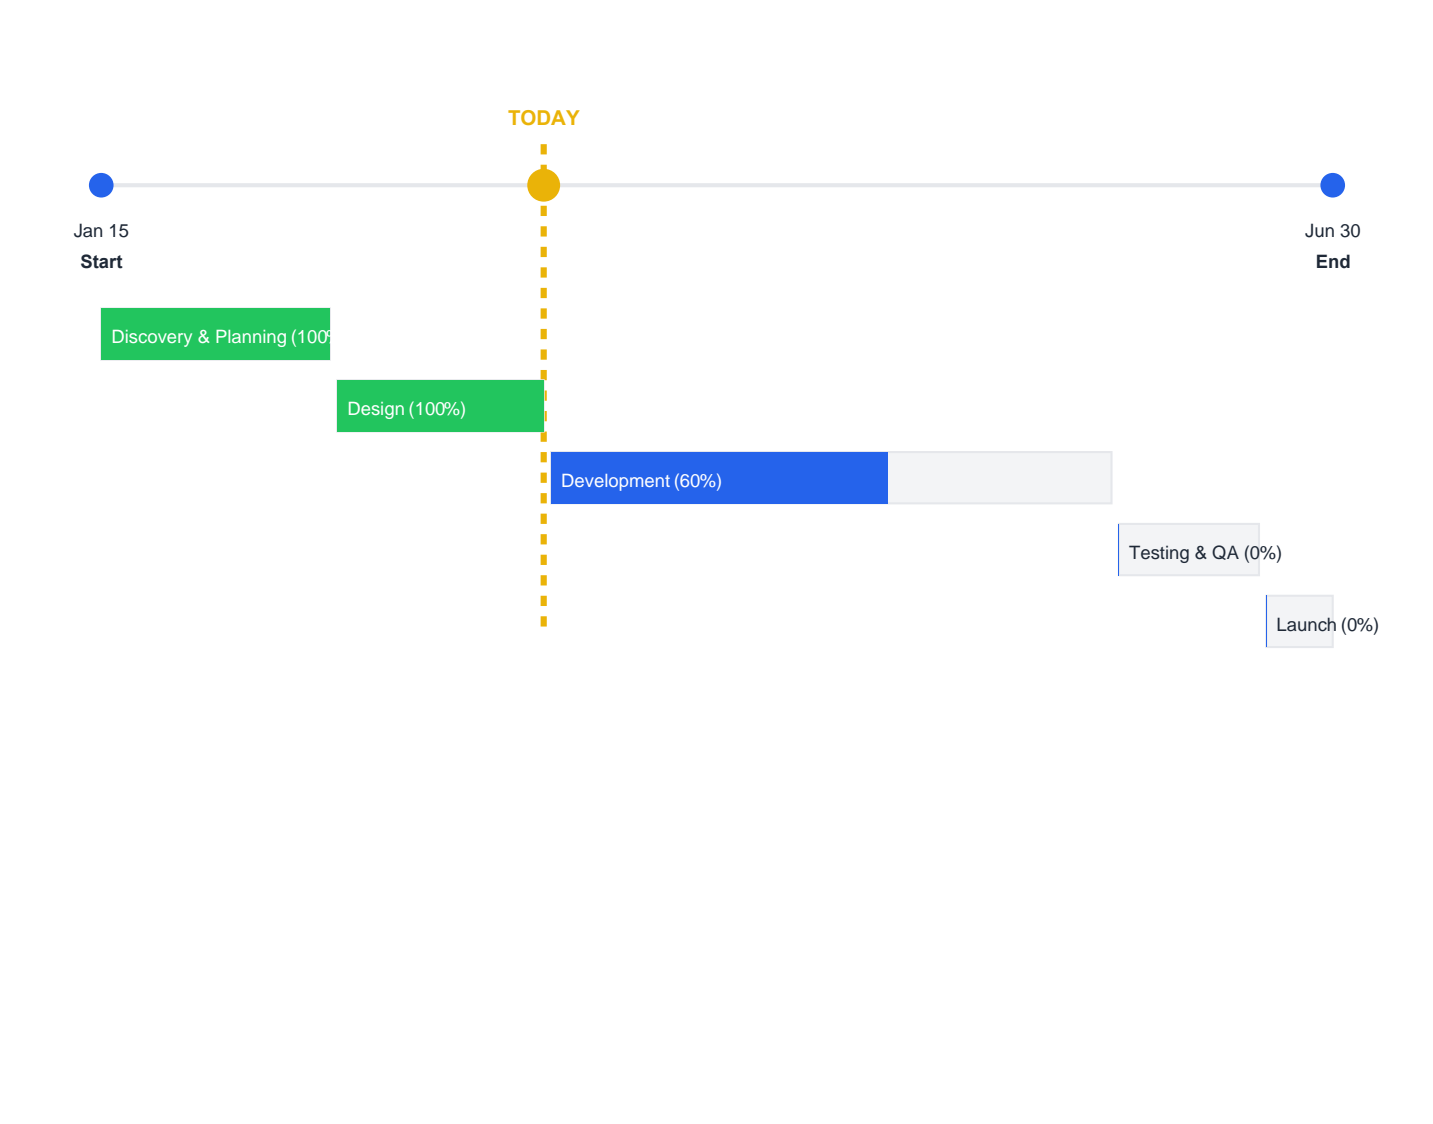 TODAY
Jan 15
Start
Jun 30
End
Discovery & Planning (100%
Design (100%)
Development (60%)
Testing & QA (0%)
Launch (0%)